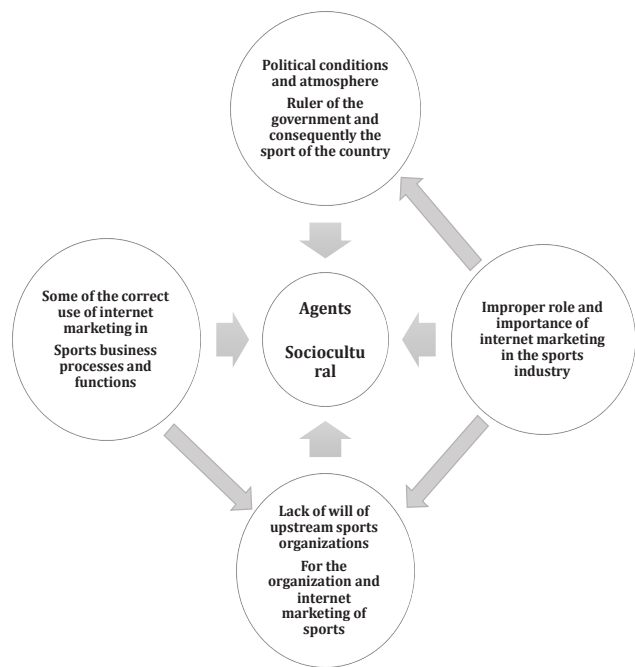 Political conditions
and atmosphere
Ruler of the
government and
consequently the
sport of the country
Some of the correct
use of internet
marketing in
Sports business
processes and
functions
Agents
Sociocultu
ral
Improper role and
importance of
internet marketing
in the sports
industry
Lack of will of
upstream sports
organizations
For the
organization and
internet
marketing of
sports